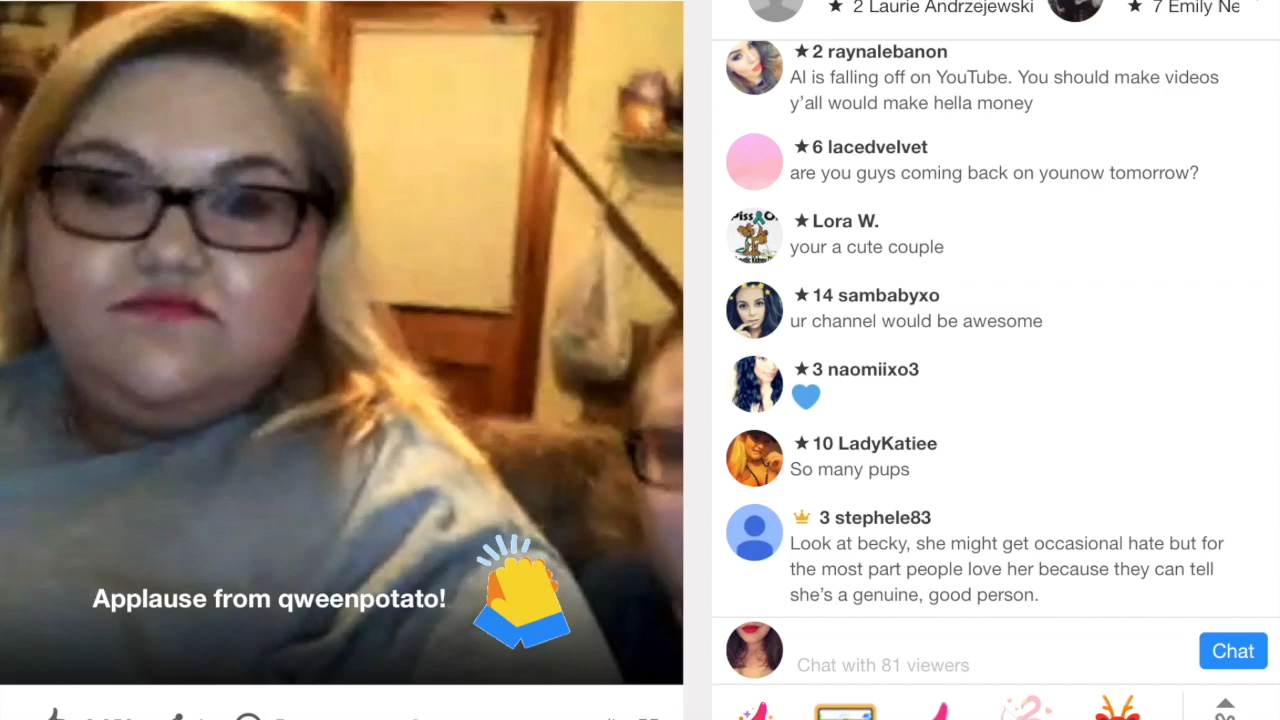 Applause from qweenpotato!
★ 2 Laurie Andrzejewski ★ 7 Emily Ne
★2 raynalebanon
Al is falling off on YouTube. You should make videos
y'all would make hella money
★6 lacedvelvet
are you guys coming back on younow tomorrow?
★Lora W.
your a cute couple
★14 sambabyxo
ur channel would be awesome
★3 naomiixo3
★10 LadyKatiee
So many pups
3 stephele83
Look at becky, she might get occasional hate but for
the most part people love her because they can tell
she's a genuine, good person.
Chat with 81 viewers
Chat